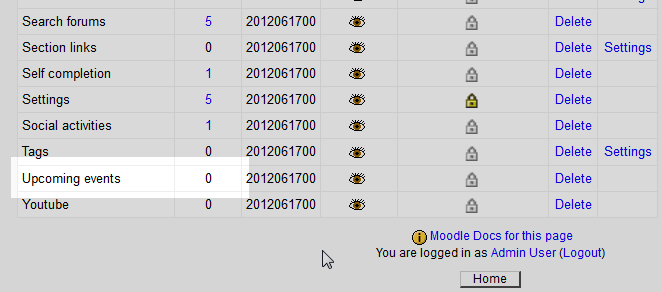 Search forums 5 2012061700 Delete
Section links 0 2012061700 Delete Settings
Self completion 1 2012061700 Delete
Settings 5 2012061700 Delete
Social activities 1 2012061700 Delete
Tags 0 2012061700 Delete Settings
Upcoming events 0 2012061700 Delete
Youtube 0 2012061700 Delete
Moodle Docs for this page
You are logged in as Admin User (Logout)
Home